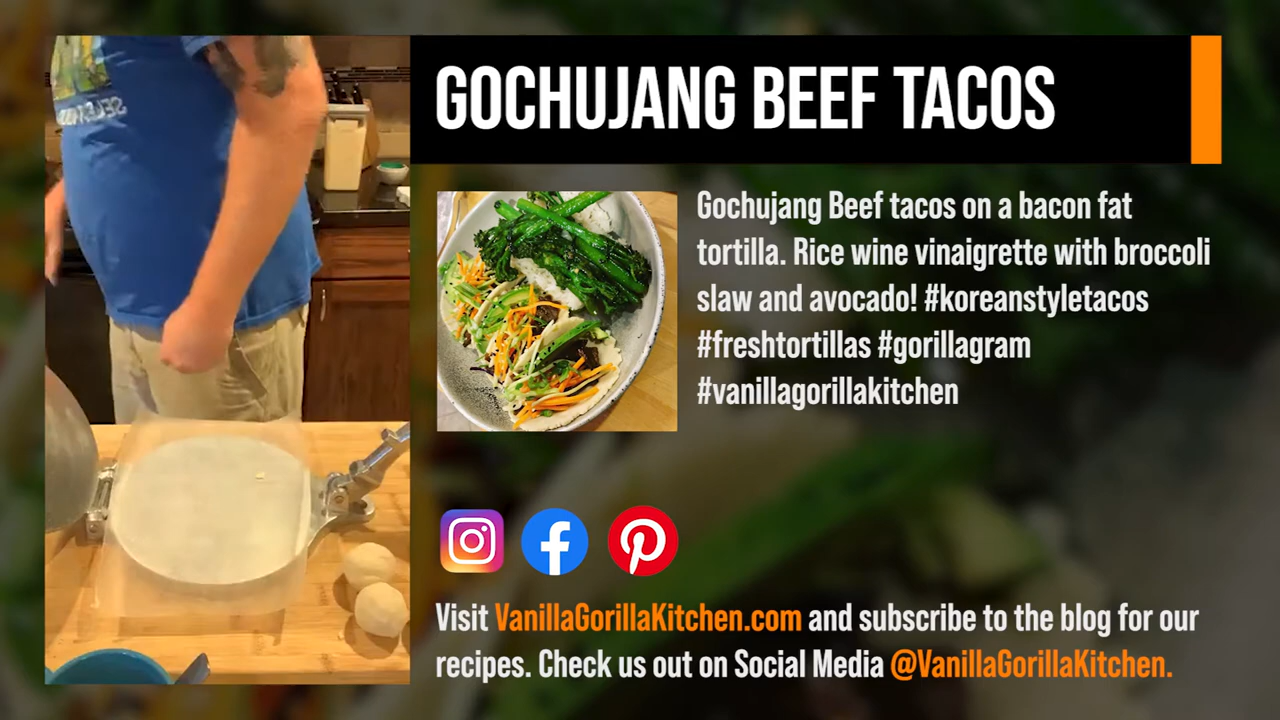 GOCHUJANG BEEF TACOS
Gochujang Beef tacos on a bacon fat
tortilla. Rice wine vinaigrette with broccoli
slaw and avocado! #koreanstyletacos
#freshtortillas #gorillagram
#vanillagorillakitchen
Visit VanillaGorillaKitchen.com and subscribe to the blog for our
recipes. Check us out on Social Media @VanillaGorillaKitchen.